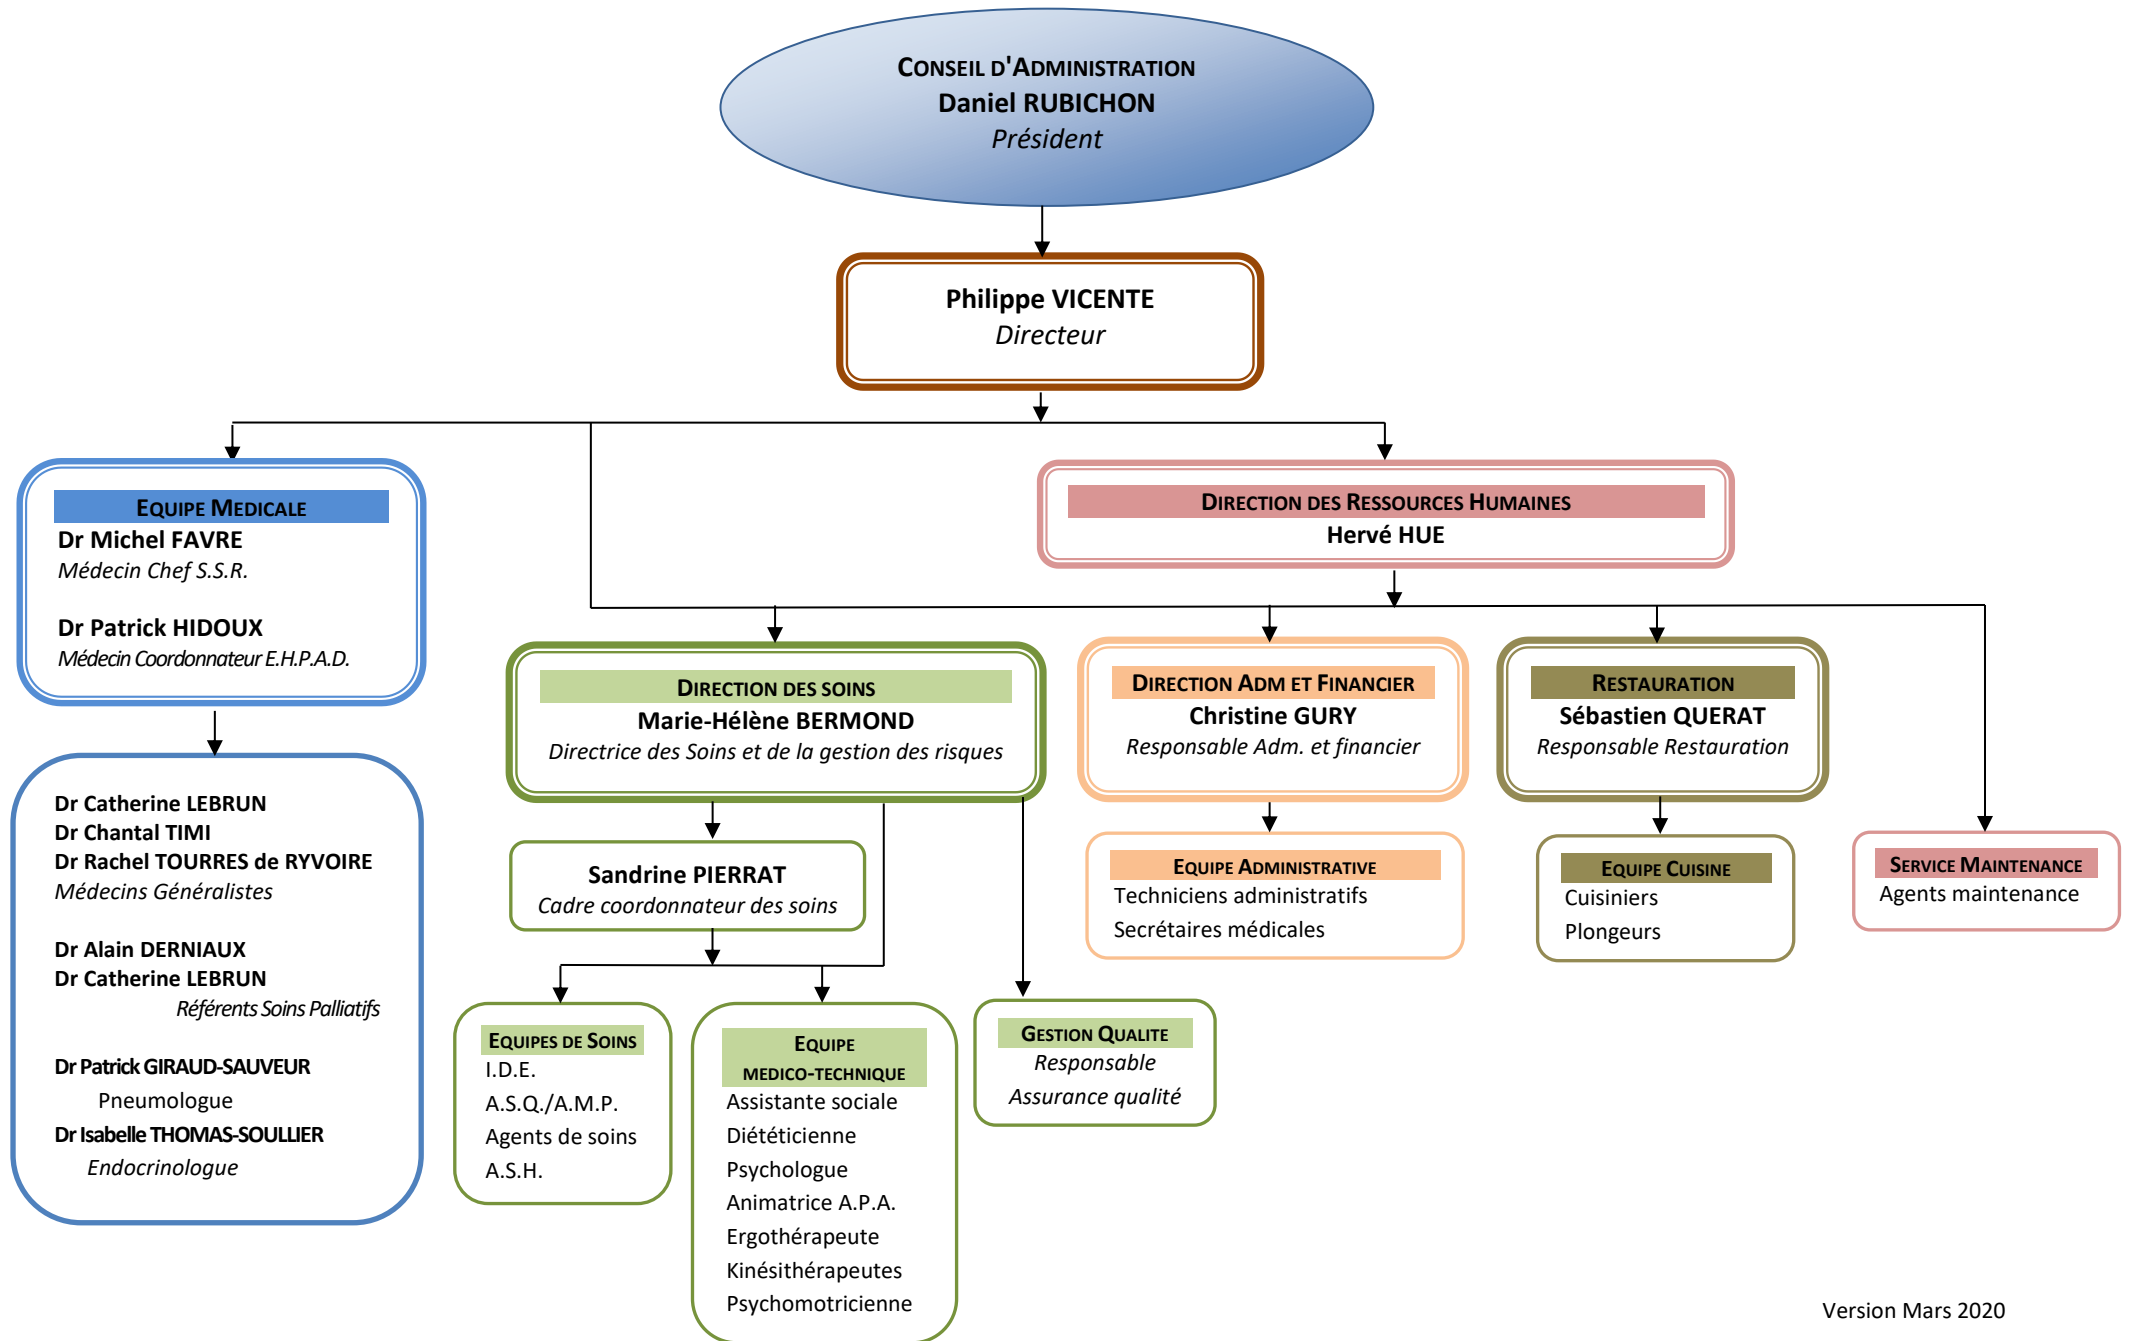 CONSEIL D'ADMINISTRATION
Daniel RUBICHON
Président
Philippe VICENTE
Directeur
EQUIPE MEDICALE
Dr Michel FAVRE
Médecin Chef S.S.R.
Dr Patrick HIDOUX
Médecin Coordonnateur E.H.P.A.D.
DIRECTION DES RESSOURCES HUMAINES
Hervé HUE
DIRECTION DES SOINS
Marie-Hélène BERMOND
Directrice des Soins et de la gestion des risques
DIRECTION ADM ET FINANCIER
Christine GURY
Responsable Adm. et financier
RESTAURATION
Sébastien QUERAT
Responsable Restauration
Dr Catherine LEBRUN
Dr Chantal TIMI
Dr Rachel TOURRES de RYVOIRE
Médecins Généralistes
Dr Alain DERNIAUX
Dr Catherine LEBRUN
Référents Soins Palliatifs
Dr Patrick GIRAUD-SAUVEUR
Pneumologue
Dr Isabelle THOMAS-SOULLIER
Endocrinologue
Sandrine PIERRAT
Cadre coordonnateur des soins
EQUIPE ADMINISTRATIVE
Techniciens administratifs
Secrétaires médicales
EQUIPE CUISINE
Cuisiniers
Plongeurs
SERVICE MAINTENANCE
Agents maintenance
EQUIPES DE SOINS
I.D.E.
A.S.Q./A.M.P.
Agents de soins
A.S.H.
EQUIPE
MEDICO-TECHNIQUE
Assistante sociale
Diététicienne
Psychologue
Animatrice A.P.A.
Ergothérapeute
Kinésithérapeutes
Psychomotricienne
GESTION QUALITE
Responsable
Assurance qualité
Version Mars 2020